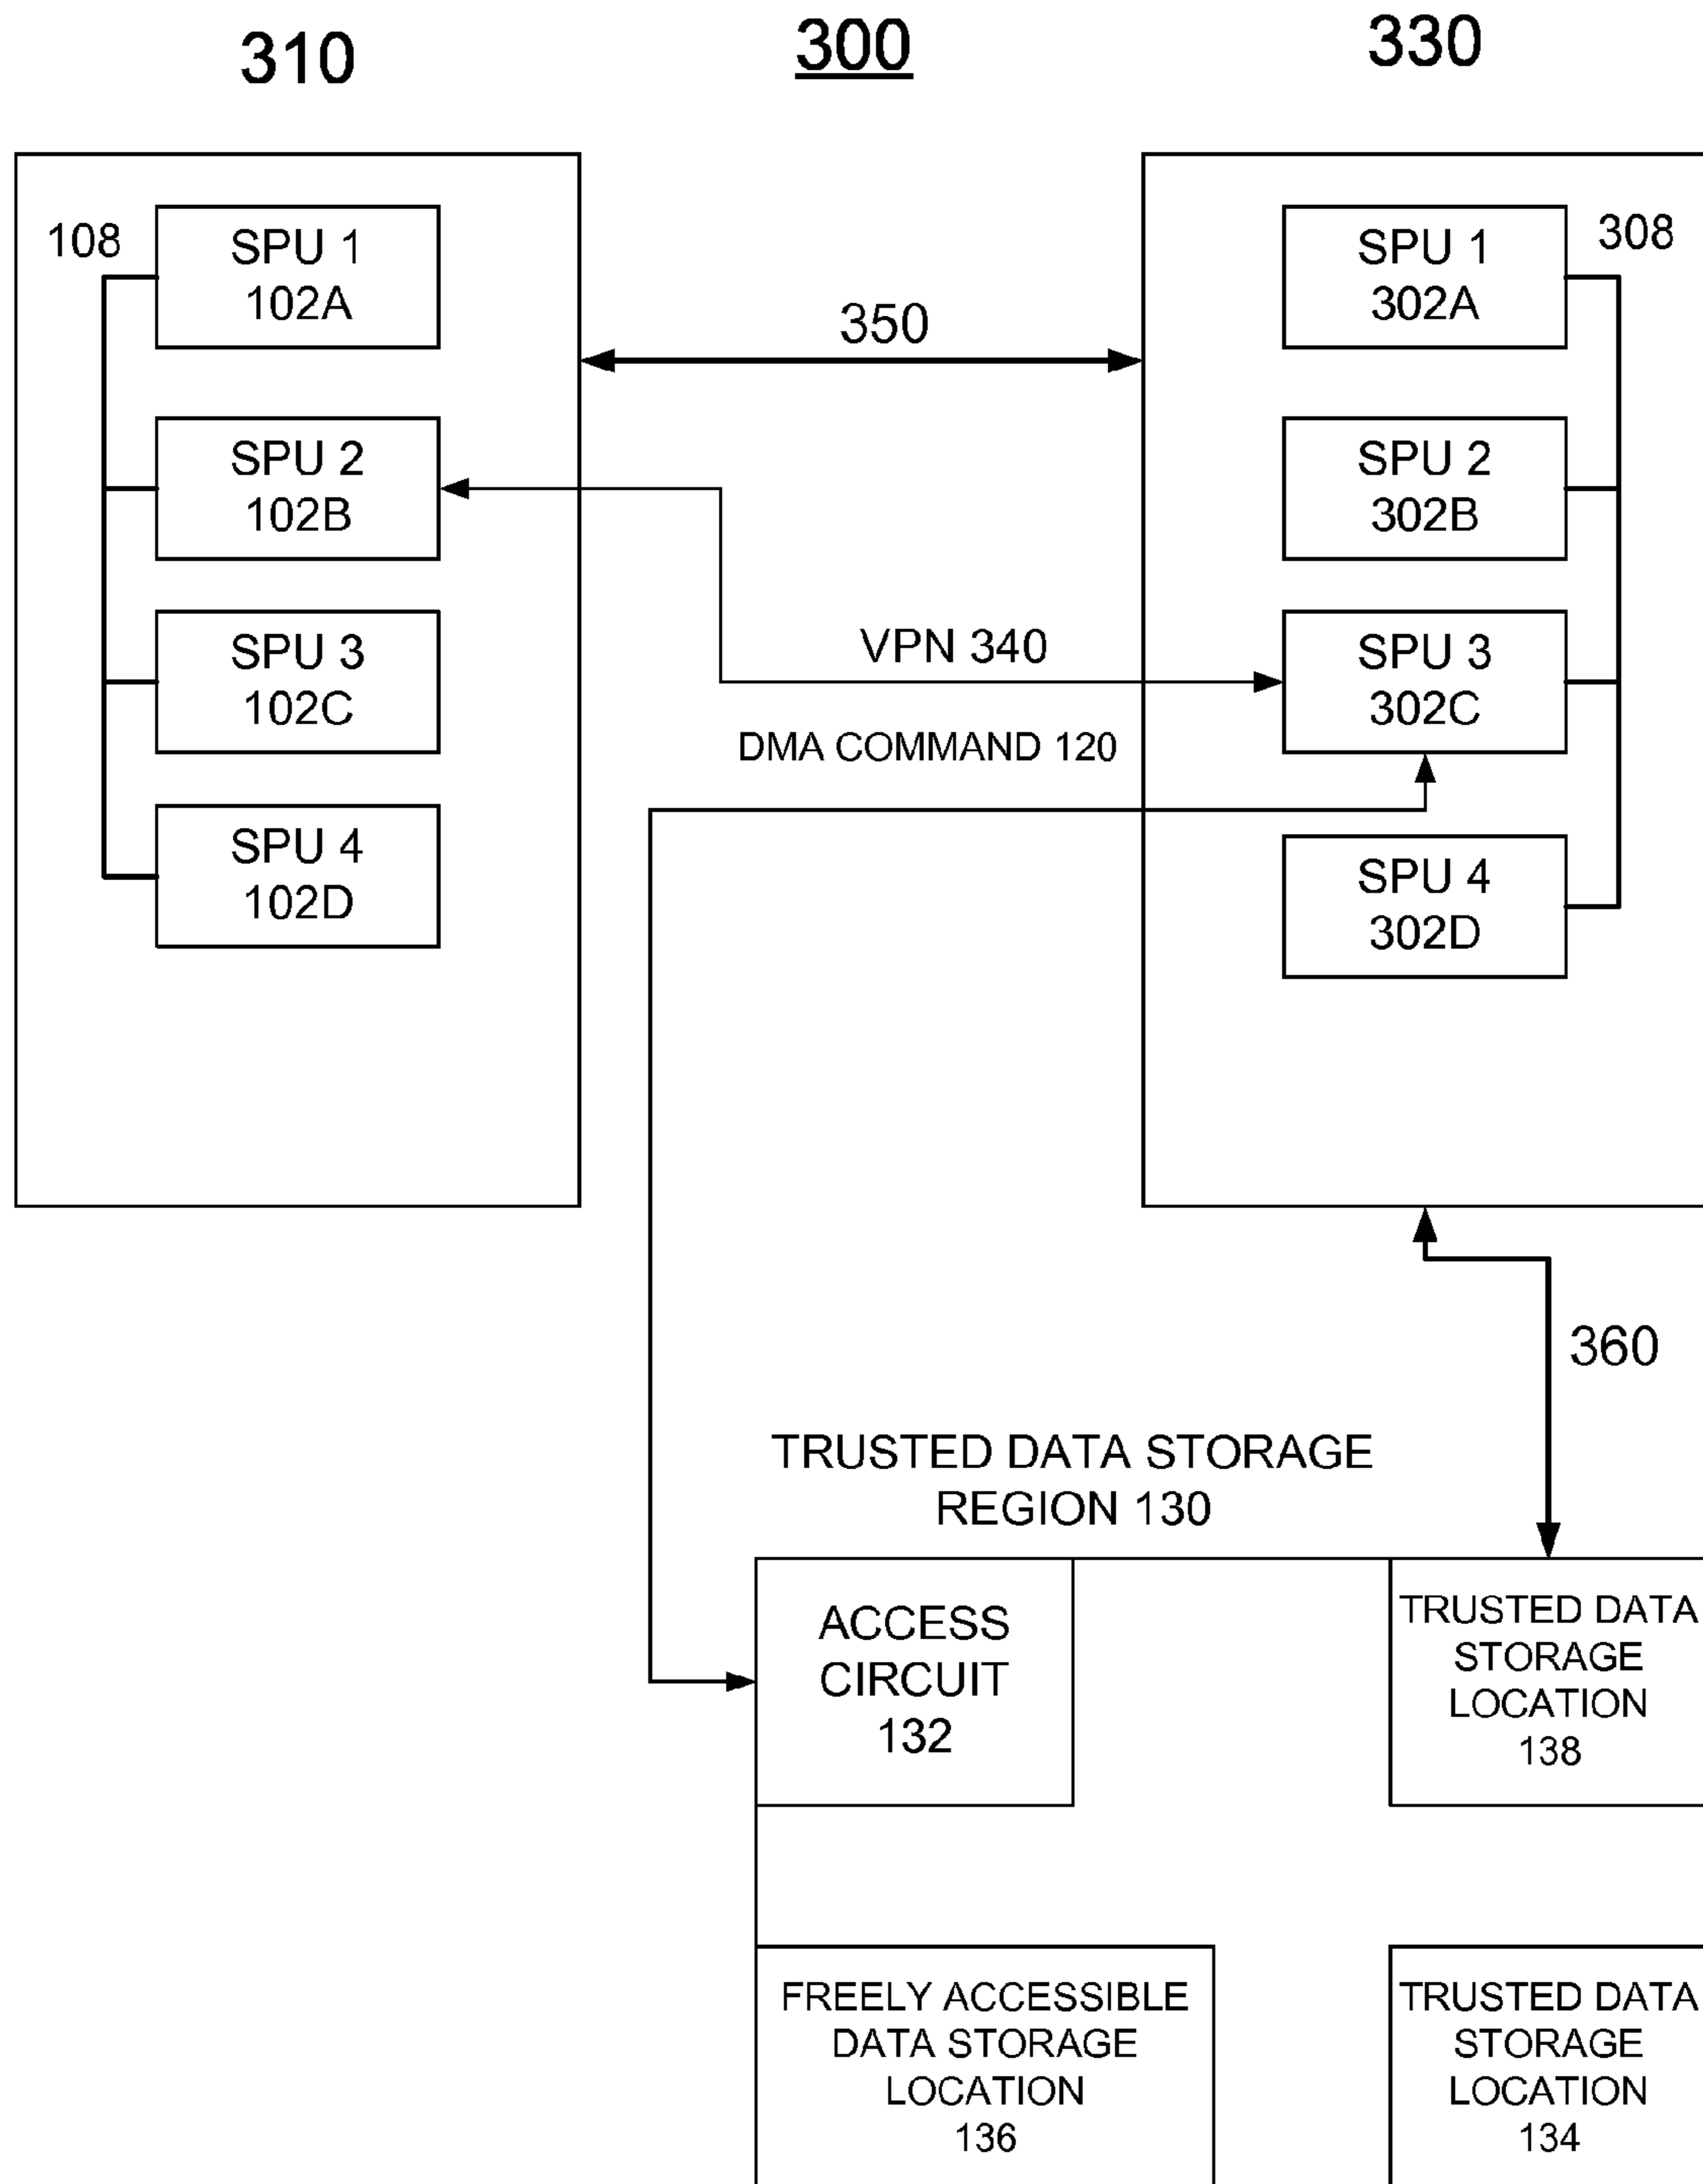 310
300
330
108
SPU 1
102A
SPU 2
102B
SPU 3
102C
SPU 4
102D
350
VPN 340
DMA COMMAND 120
SPU 1
302A
308
SPU 2
302B
SPU 3
302C
SPU 4
302D
360
TRUSTED DATA STORAGE
REGION 130
ACCESS
CIRCUIT
132
TRUSTED DATA
STORAGE
LOCATION
138
FREELY ACCESSIBLE
DATA STORAGE
LOCATION
136
TRUSTED DATA
STORAGE
LOCATION
134